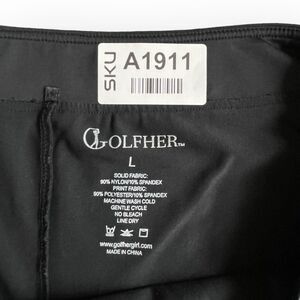 SKU
A1911
GOLFHER™
L
SOLID FABRIC:
90% NYLON/10% SPANDEX
PRINT FABRIC:
90% POLYESTER/10% SPANDEX
MACHINE WASH COLD
GENTLE CYCLE
NO BLEACH
LINE DRY
www.golfhergirl.com
MADE IN CHINA